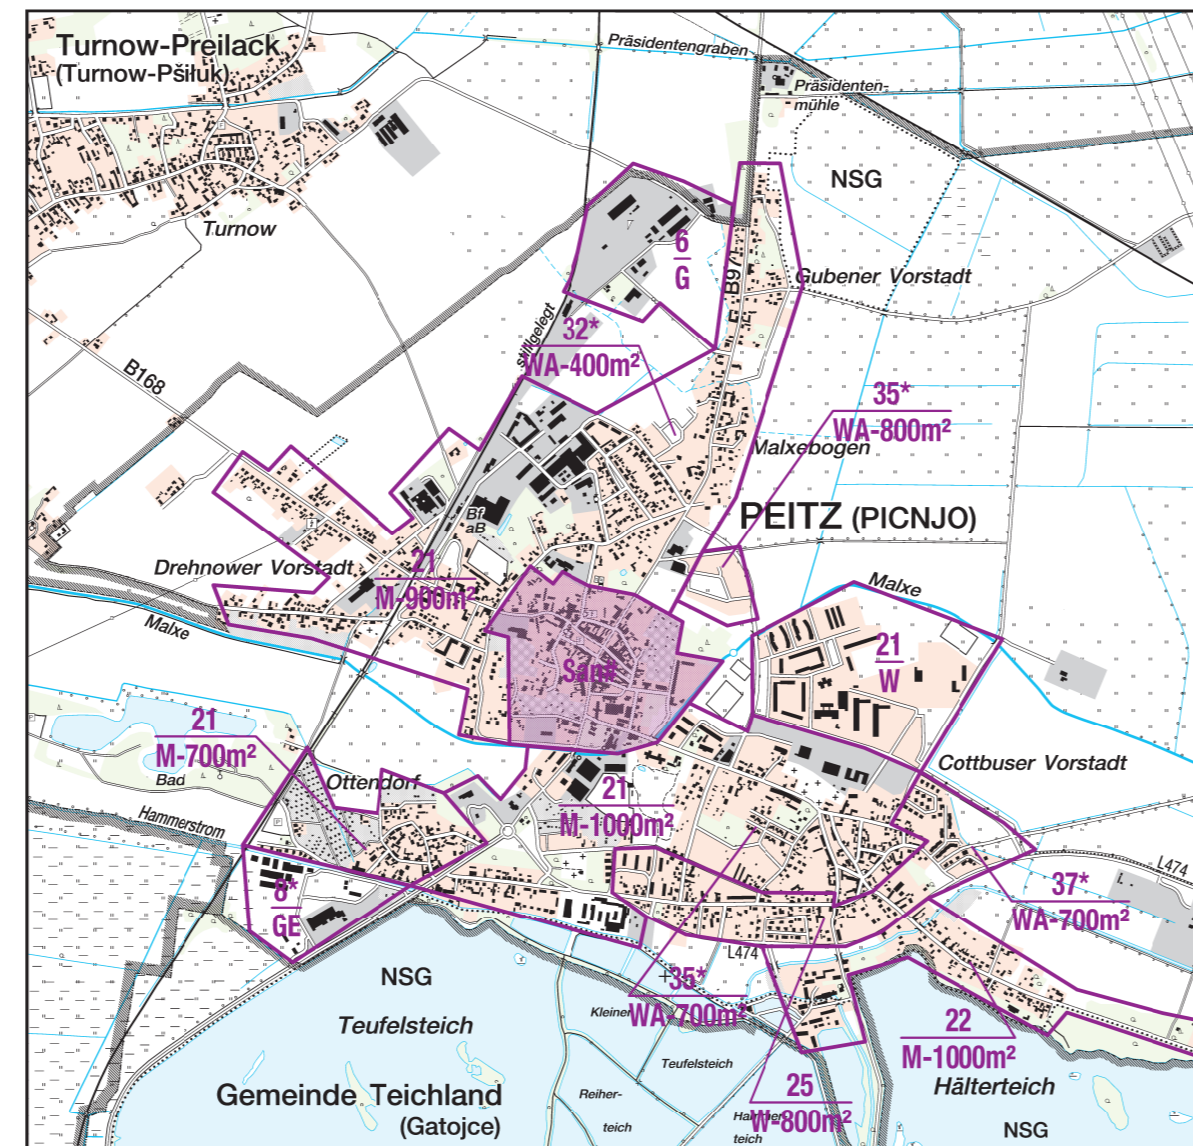 Turnow-Preilack
(Turnow-Pśiłuk)
Präsidentengraben
Präsidenten-
mühle
NSG
Turnow
6
G
B97
Gubener Vorstadt
stillgelegt
32*
WA-400m²
B168
35*
WA-800m²
Malxebogen
PEITZ (PICNJO)
Bf
aB
Drehnower Vorstadt
21
M-900m²
Malxe
Malxe
San#
21
W
21
M-700m²
Bad
Ottendorf
Cottbuser Vorstadt
Hammerstrom
21
M-1000m²
L474
8*
GE
37*
WA-700m²
L474
NSG
35*
WA-700m²
Kleiner
Teufelsteich
Teufelsteich
22
M-1000m²
25
W-800m²
Hälterteich
Gemeinde Teichland
(Gatojce)
Reiher-
teich
Hammer-
teich
NSG